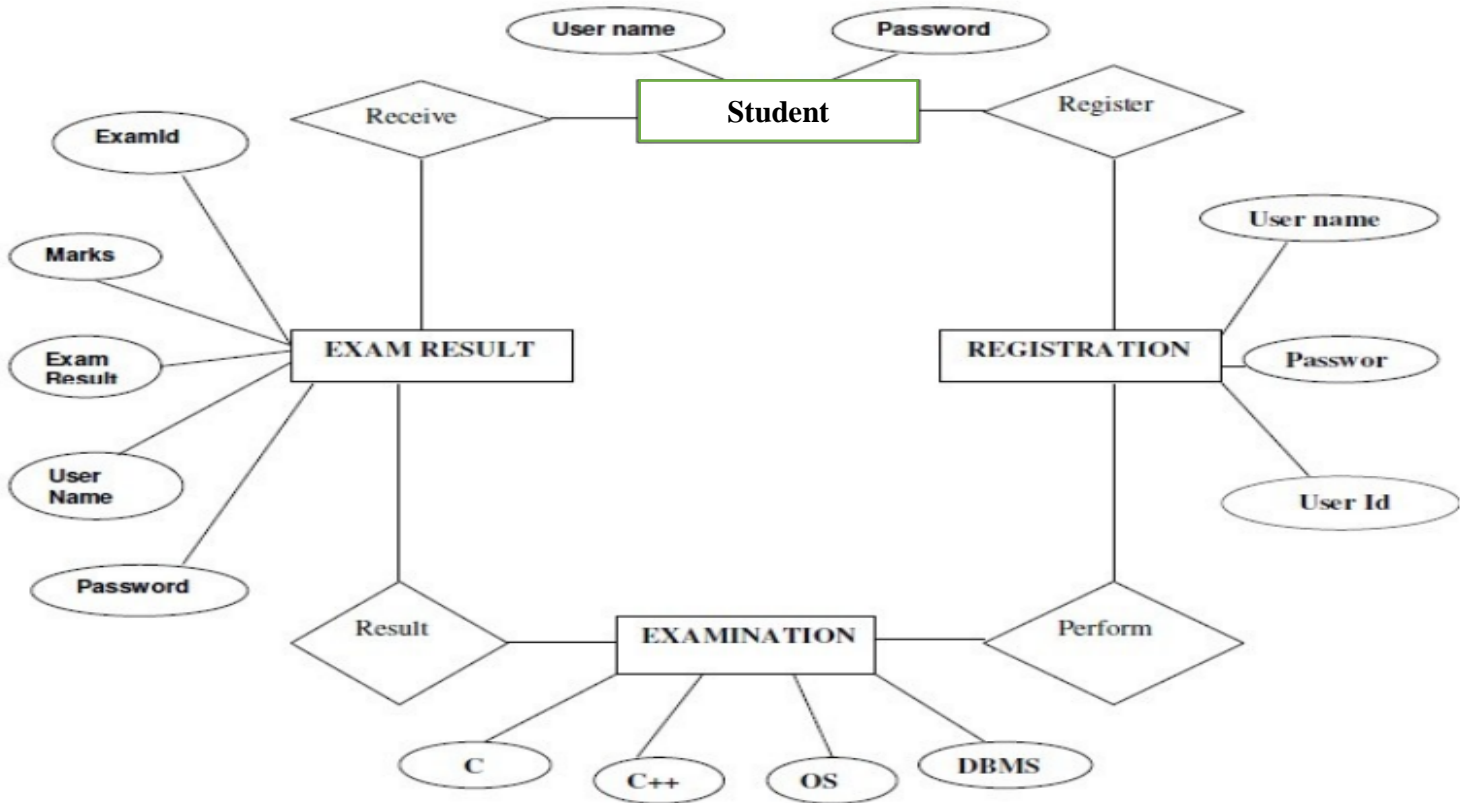 User name
Password
Student
Receive
Register
ExamId
User name
Marks
EXAM RESULT
REGISTRATION
Exam
Result
Passwor
User
Name
User Id
Password
Result
EXAMINATION
Perform
C
C++
OS
DBMS